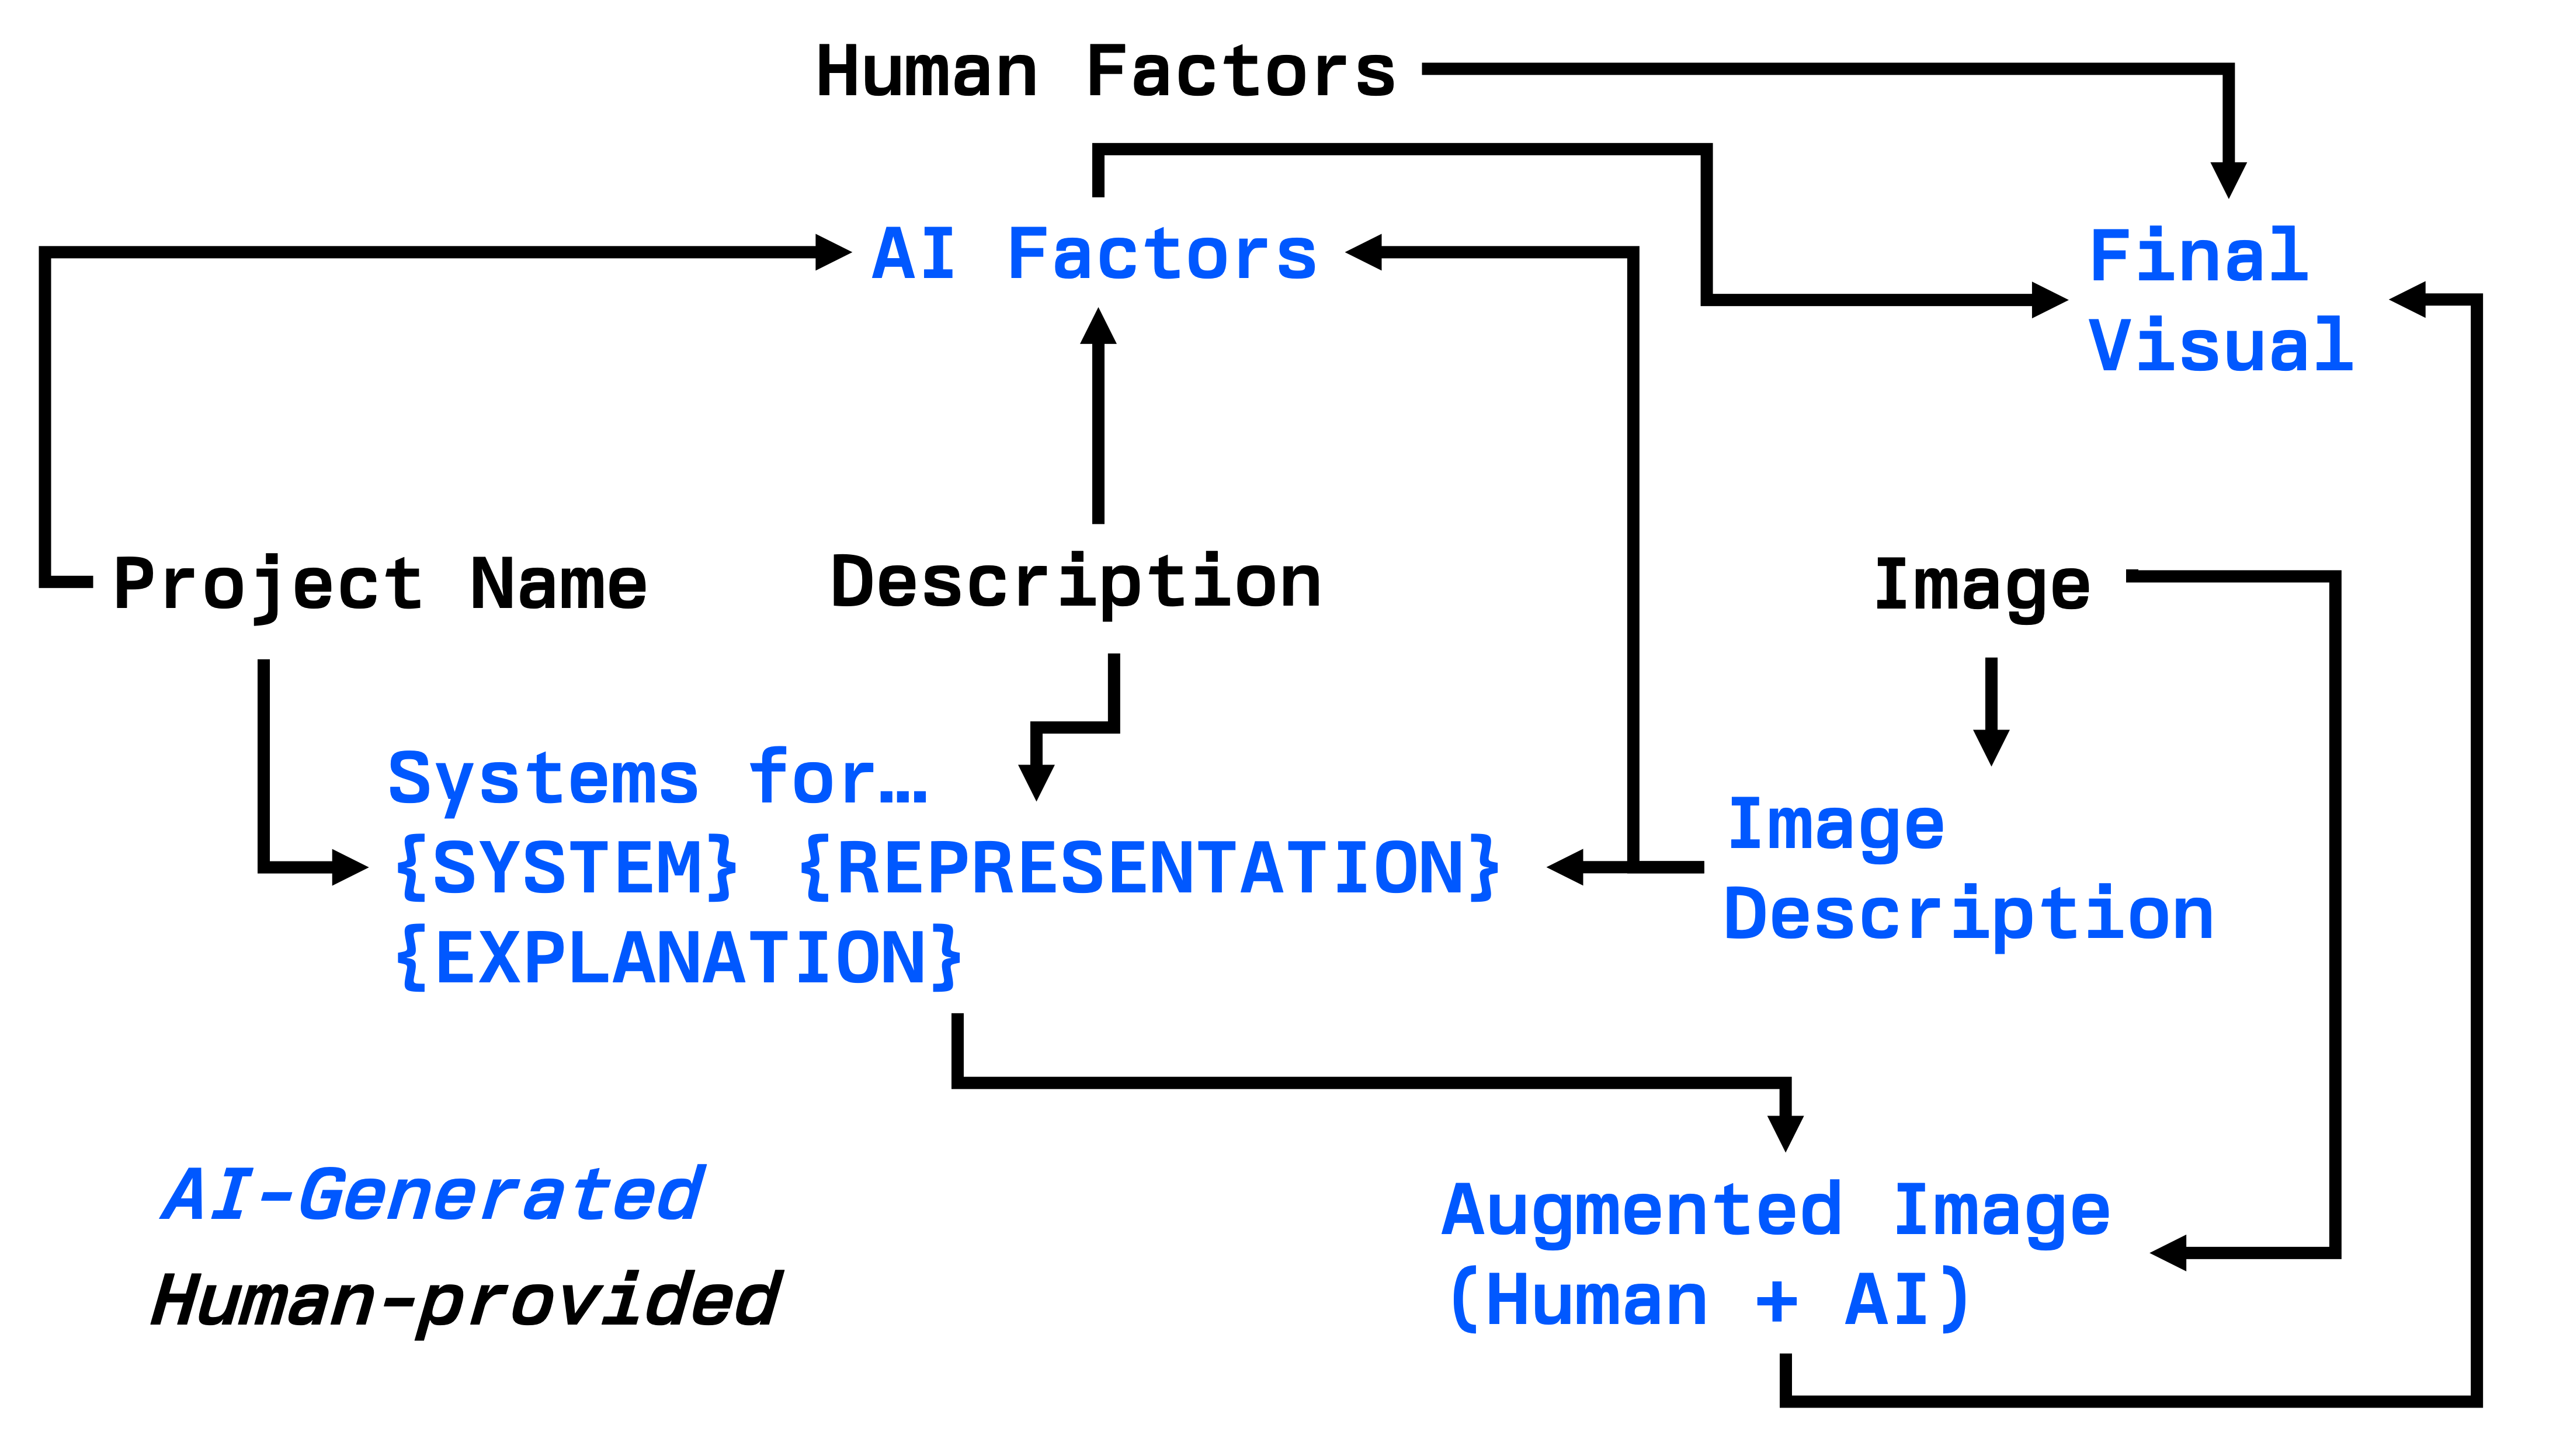 Human Factors
AI Factors
Final
Visual
Project Name
Description
Image
Systems for…
{SYSTEM} {REPRESENTATION}
{EXPLANATION}
Image
Description
AI-Generated
Human-provided
Augmented Image
(Human + AI)